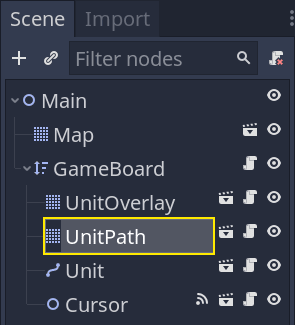 Scene Import
Filter nodes
Main
Map
GameBoard
UnitOverlay
UnitPath
Unit
Cursor